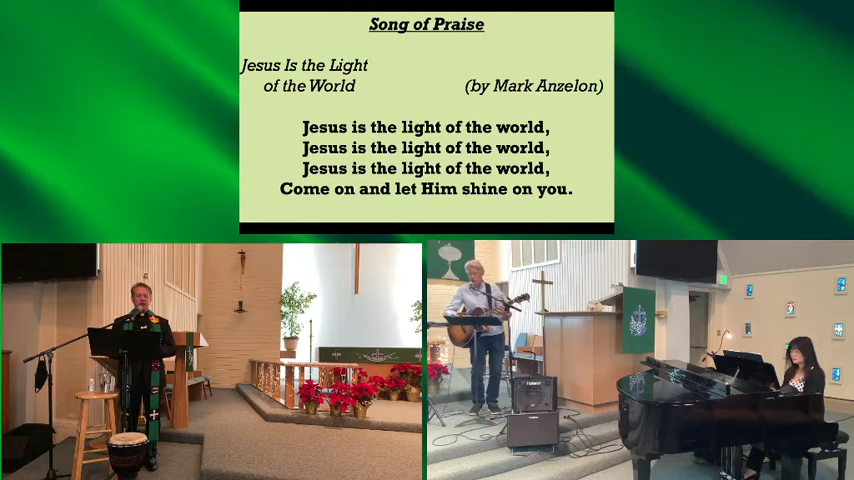 Song of Praise
Jesus Is the Light
of the World (by Mark Anzelon)
Jesus is the light of the world,
Jesus is the light of the world,
Jesus is the light of the world,
Come on and let Him shine on you.